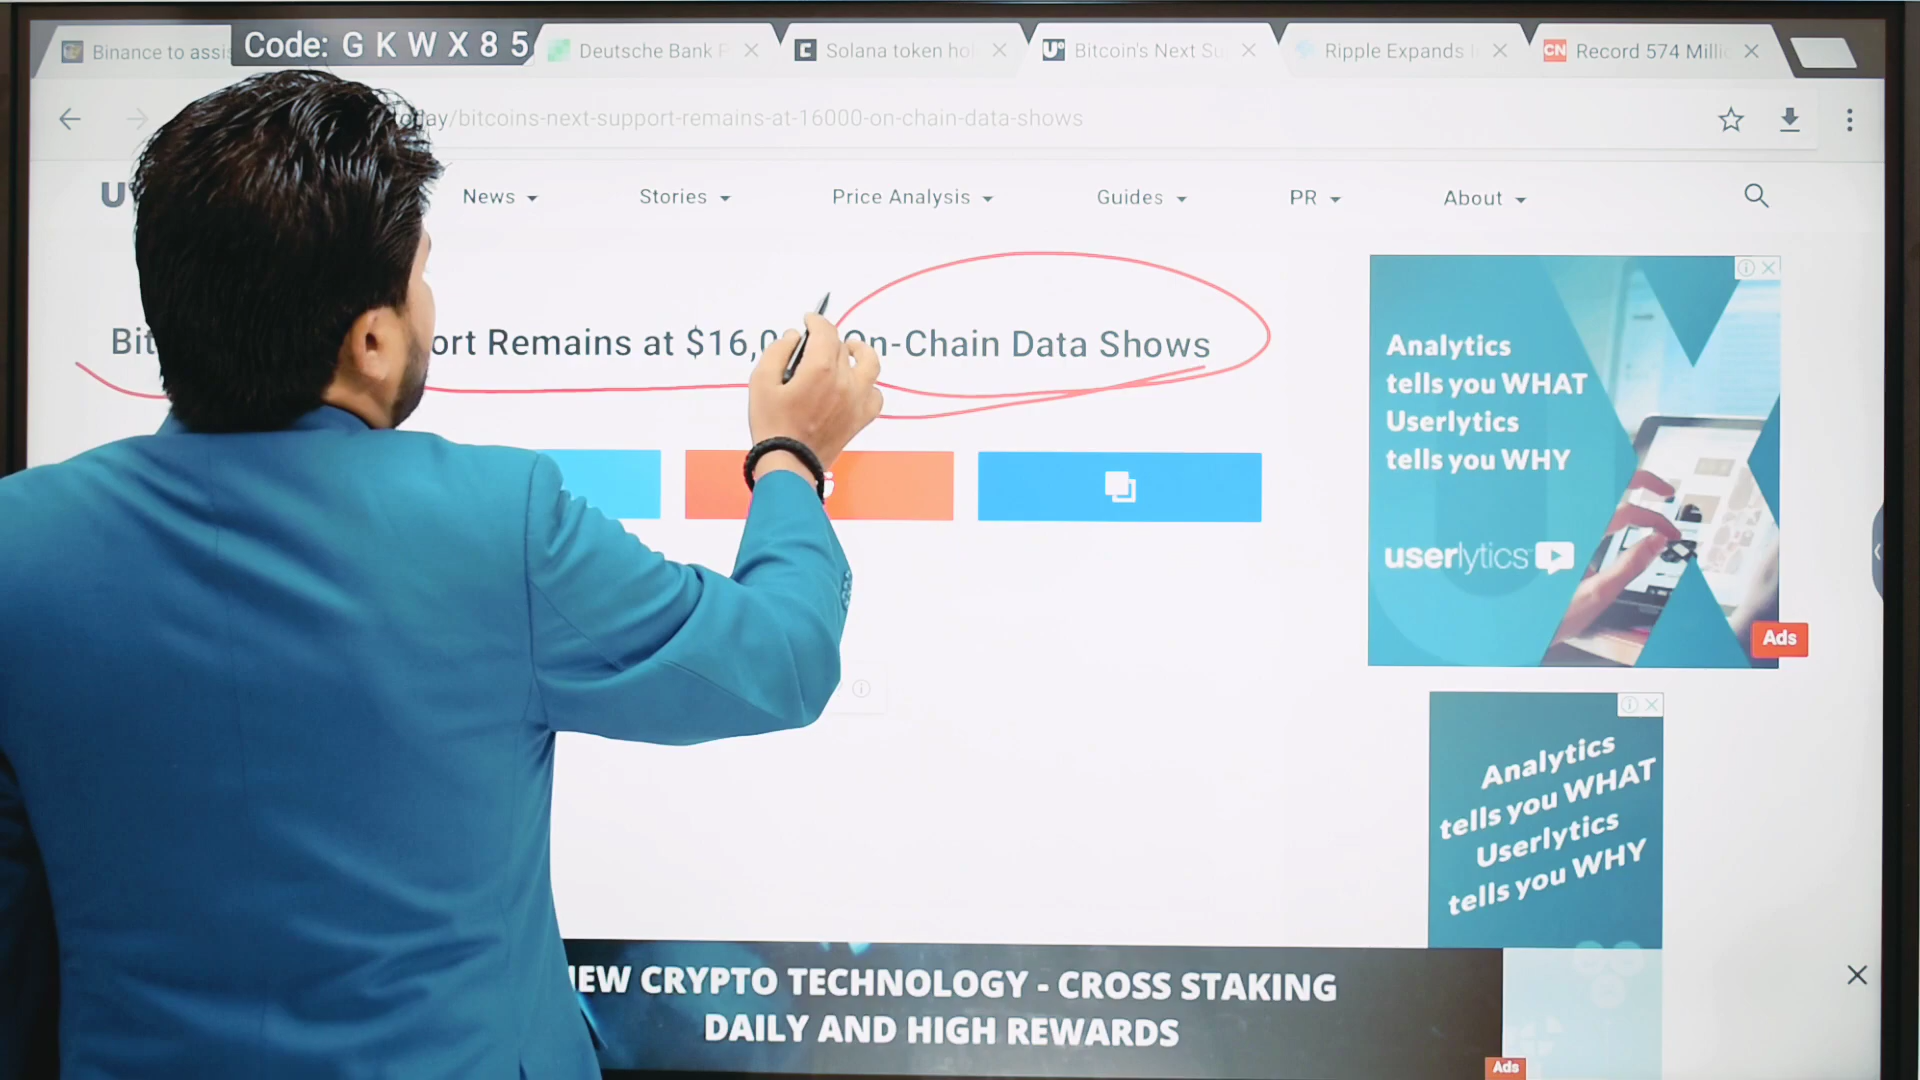 Binance to assi
Code: G K W X 8 5
Deutsche Bank P
Solana token ho
Bitcoin's Next Su
Ripple Expands I
CN
Record 574 Milli
/bitcoins-next-support-remains-at-16000-on-chain-data-shows
News
Stories
Price Analysis
Guides
PR
About
Remains at $16,0 On-Chain Data Shows
Analytics
tells you WHAT
Userlytics
tells you WHY
userlytics
Ads
Analytics
tells you WHAT
Userlytics
tells you WHY
NEW CRYPTO TECHNOLOGY - CROSS STAKING
DAILY AND HIGH REWARDS
Ads